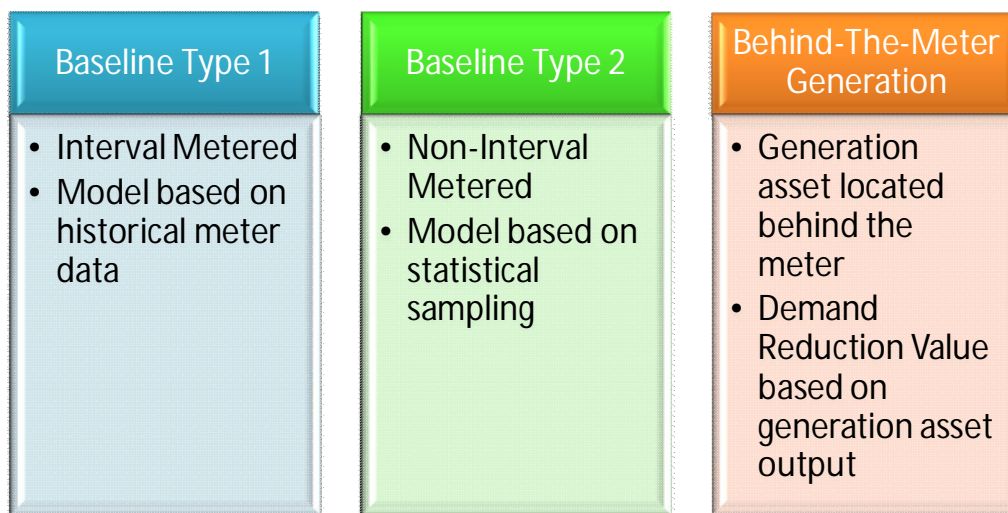 Baseline Type 1
• Interval Metered
• Model based on
historical meter
data
Baseline Type 2
• Non-Interval
Metered
• Model based on
statistical
sampling
Behind-The-Meter
Generation
• Generation
asset located
behind the
meter
• Demand
Reduction Value
based on
generation asset
output